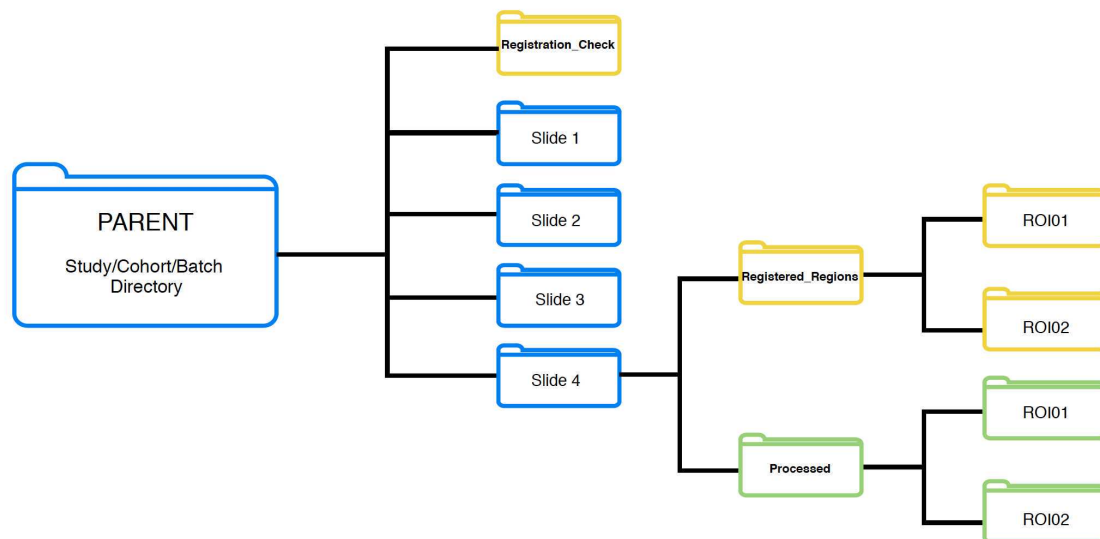 Registration_Check
Slide 1
PARENT
Study/Cohort/Batch
Directory
Slide 2
Slide 3
Slide 4
Registered_Regions
ROI01
ROI02
Processed
ROI01
ROI02